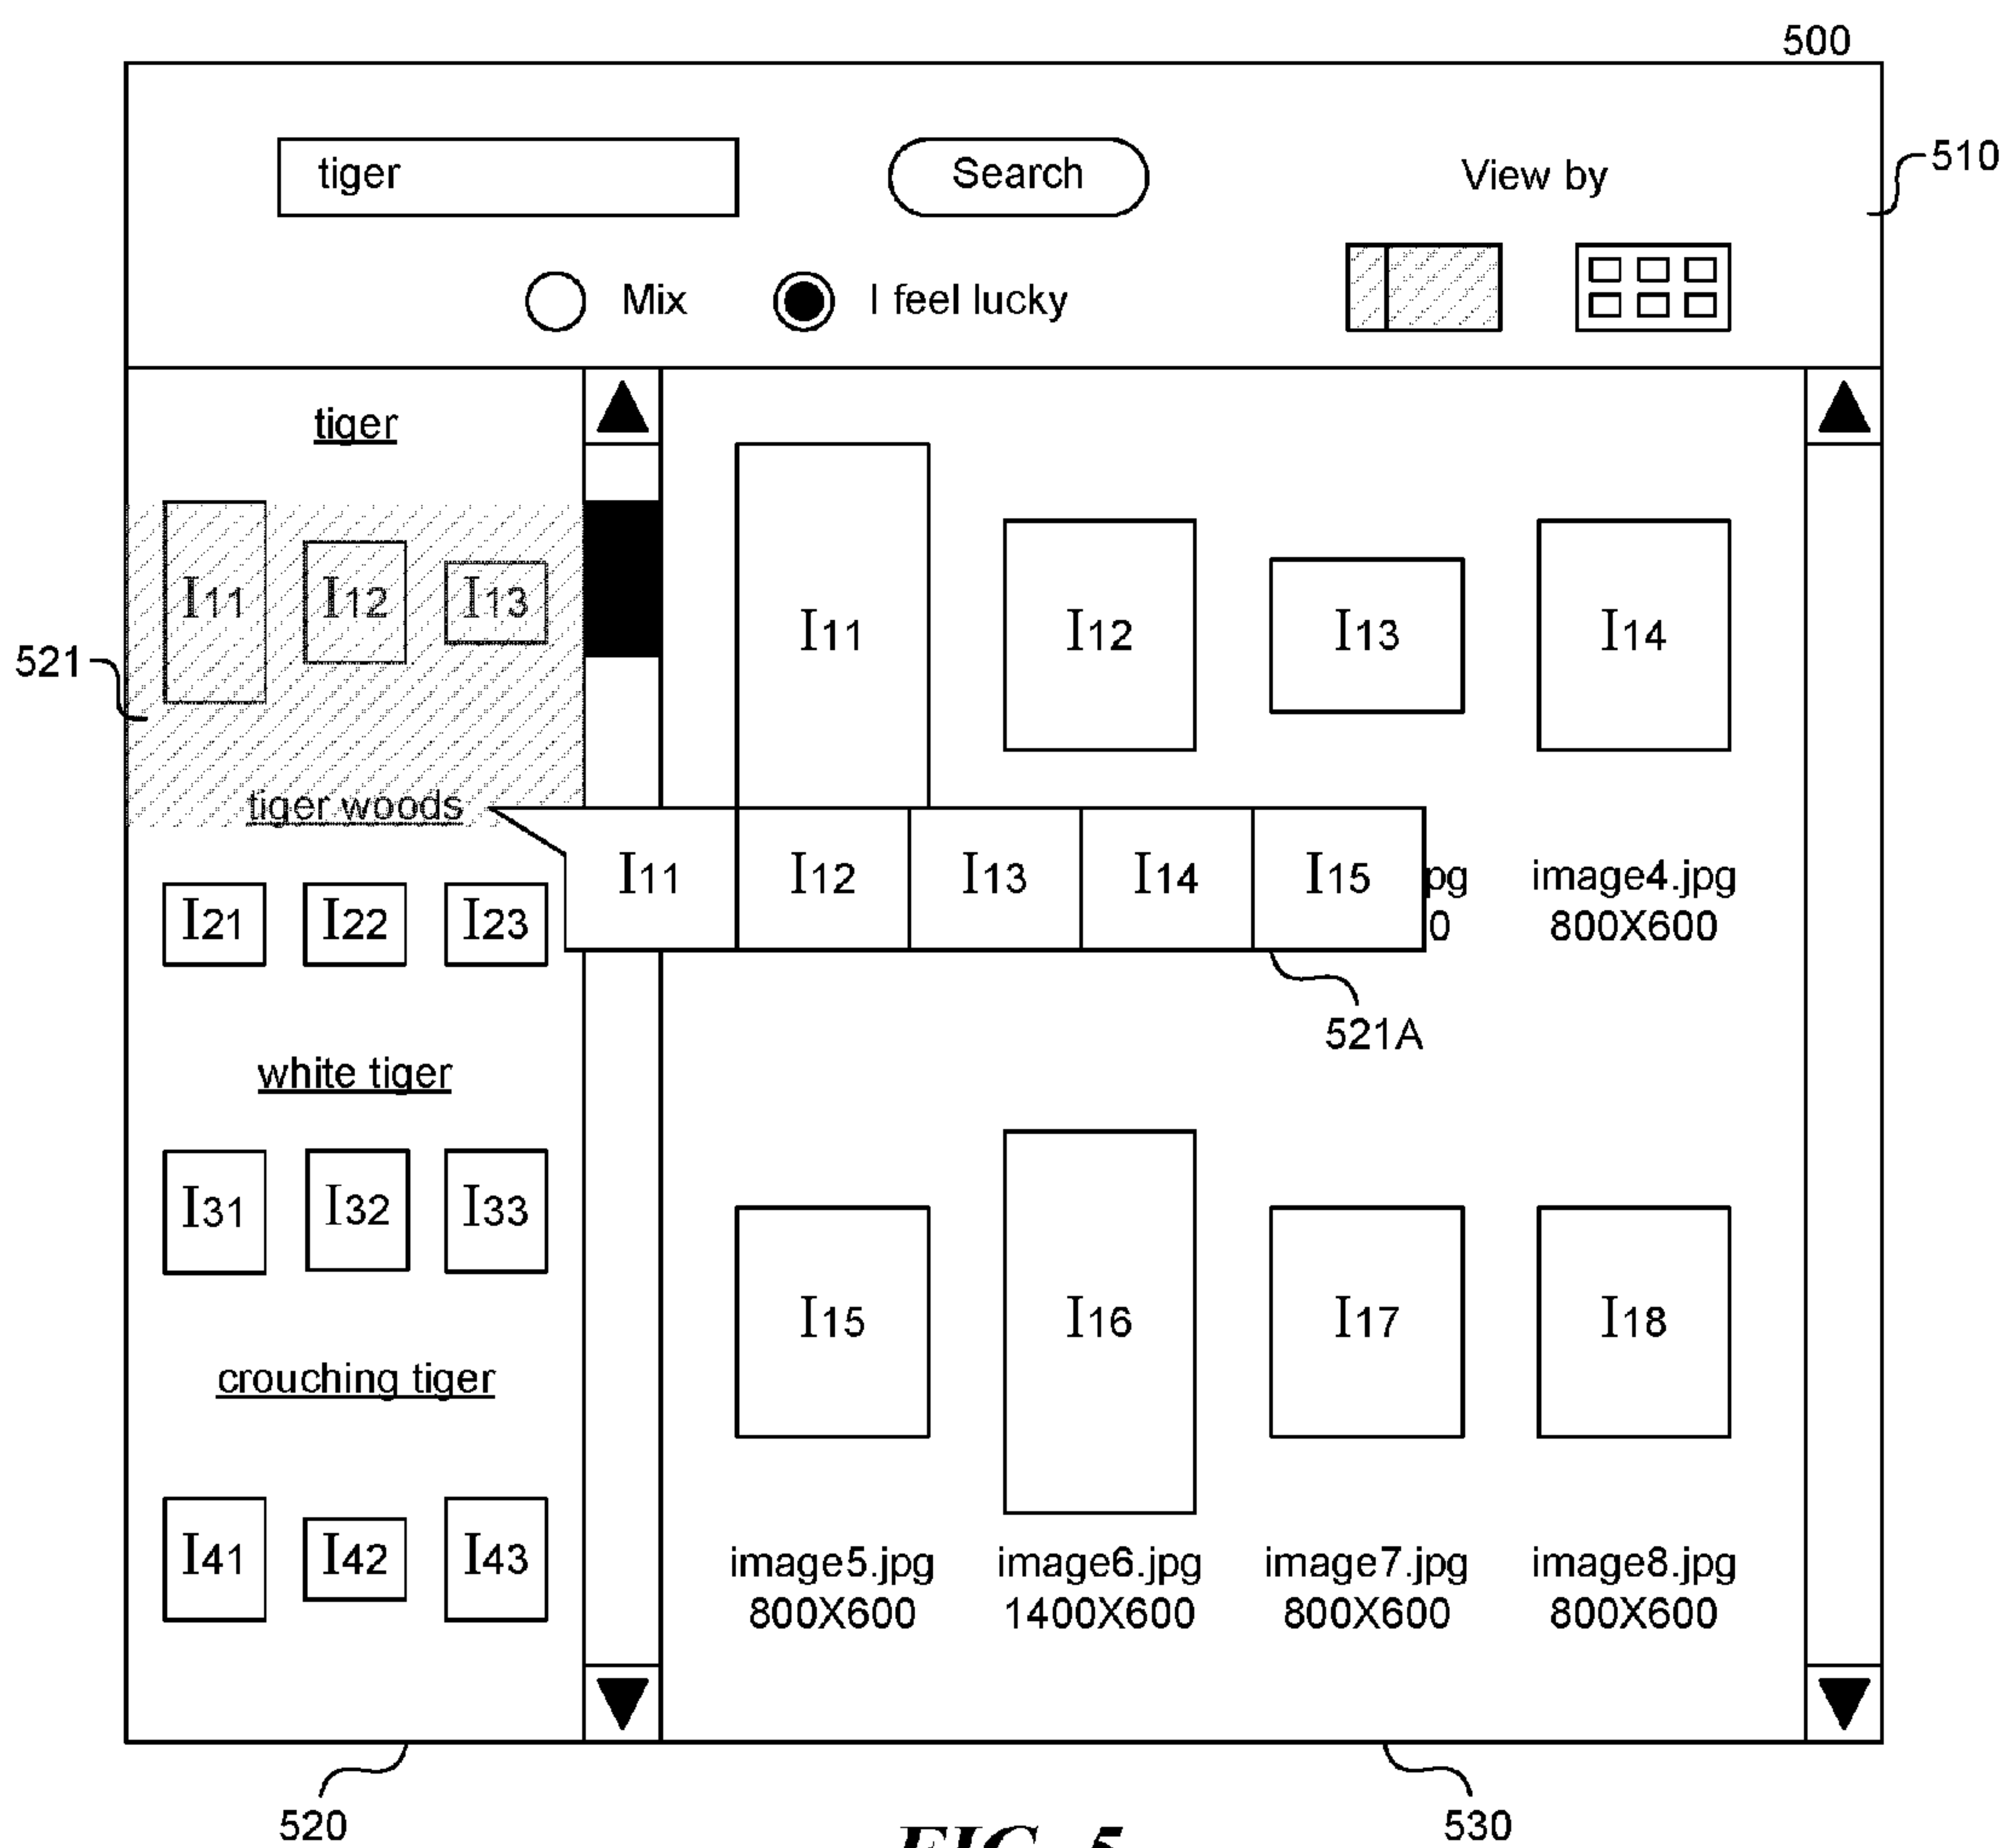 500
510
tiger
Search
View by
Mix
I feel lucky
tiger
I11 I12 I13
521
tiger woods
I21 I22 I23
white tiger
I31 I32 I33
crouching tiger
I41 I42 I43
I11 I12 I13 I14
I11 I12 I13 I14 I15
pg image4.jpg
0 800X600
521A
I15 I16 I17 I18
image5.jpg image6.jpg image7.jpg image8.jpg
800X600 1400X600 800X600 800X600
520
530
FIG. 5